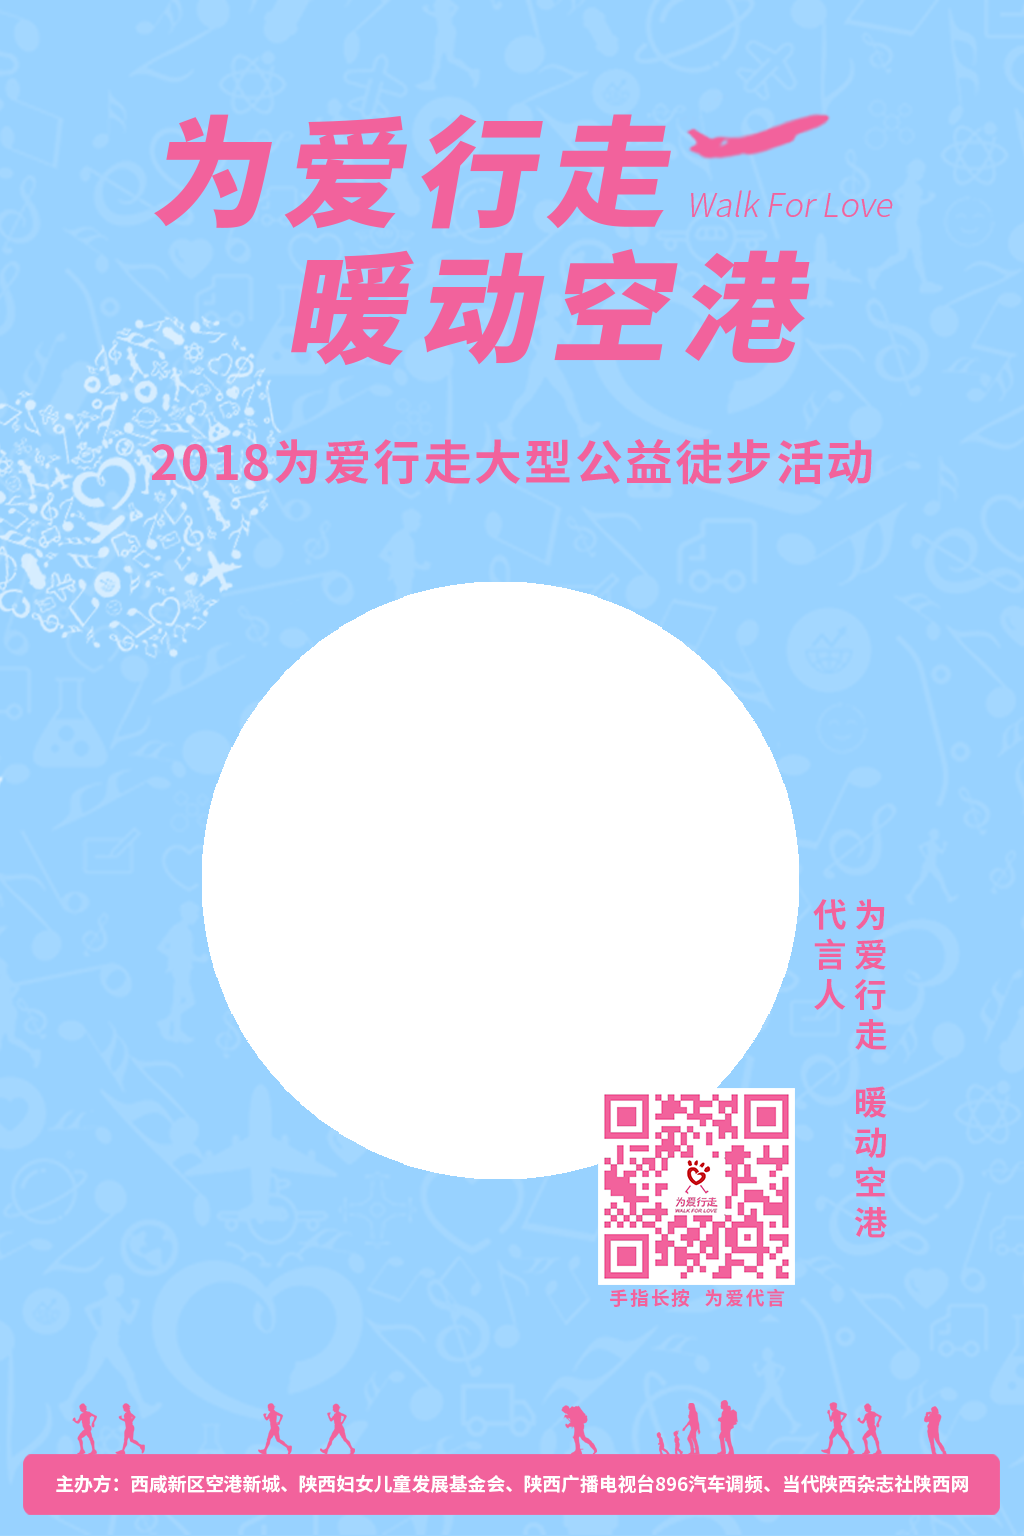 为爱行走
Walk For Love
暖动空港
2018为爱行走大型公益徒步活动
为爱行走 暖动空港
代言人
为爱行走
WALK FOR LOVE
手指长按 为爱代言
主办方：西咸新区空港新城、陕西妇女儿童发展基金会、陕西广播电视台896汽车调频、当代陕西杂志社陕西网